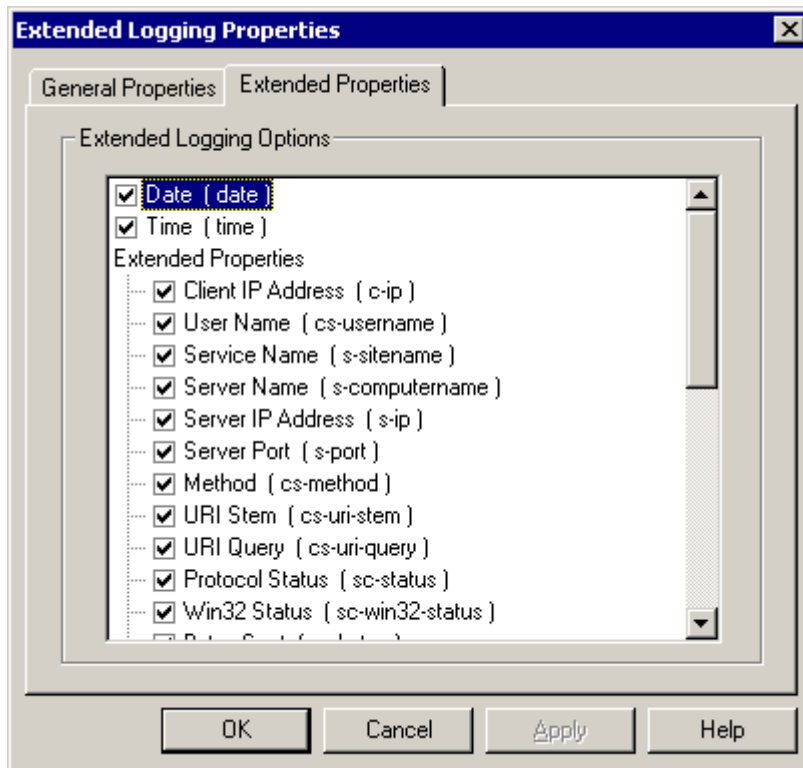 Extended Logging Properties
General Properties
Extended Properties
Extended Logging Options
Date ( date )
Time ( time )
Extended Properties
Client IP Address ( c-ip )
User Name ( cs-username )
Service Name ( s-sitename )
Server Name ( s-computername )
Server IP Address ( s-ip )
Server Port ( s-port )
Method ( cs-method )
URI Stem ( cs-uri-stem )
URI Query ( cs-uri-query )
Protocol Status ( sc-status )
Win32 Status ( sc-win32-status )
OK
Cancel
Apply
Help